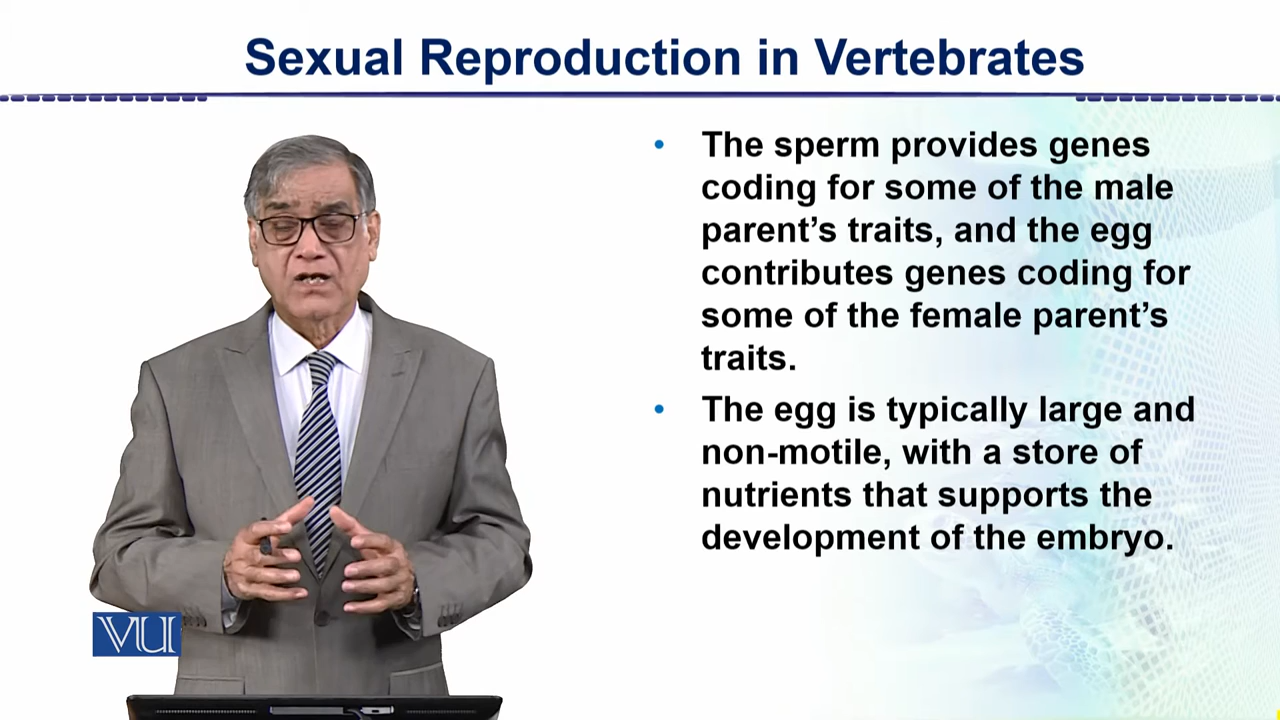 Sexual Reproduction in Vertebrates
• The sperm provides genes
coding for some of the male
parent’s traits, and the egg
contributes genes coding for
some of the female parent’s
traits.
• The egg is typically large and
non-motile, with a store of
nutrients that supports the
development of the embryo.
VU